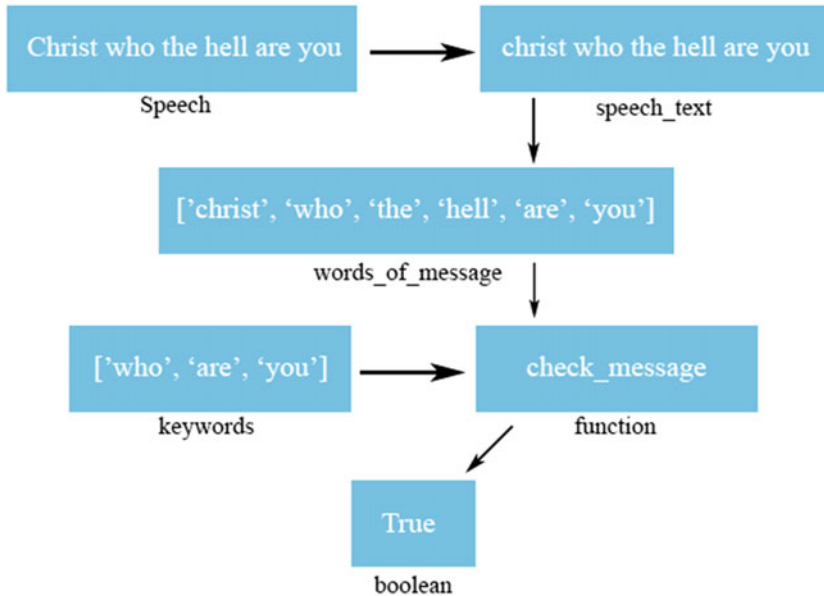 Christ who the hell are you
Speech
christ who the hell are you
speech_text
[’christ’, ‘who’, ‘the’, ‘hell’, ‘are’, ‘you’]
words_of_message
[’who’, ‘are’, ‘you’]
keywords
check_message
function
True
boolean